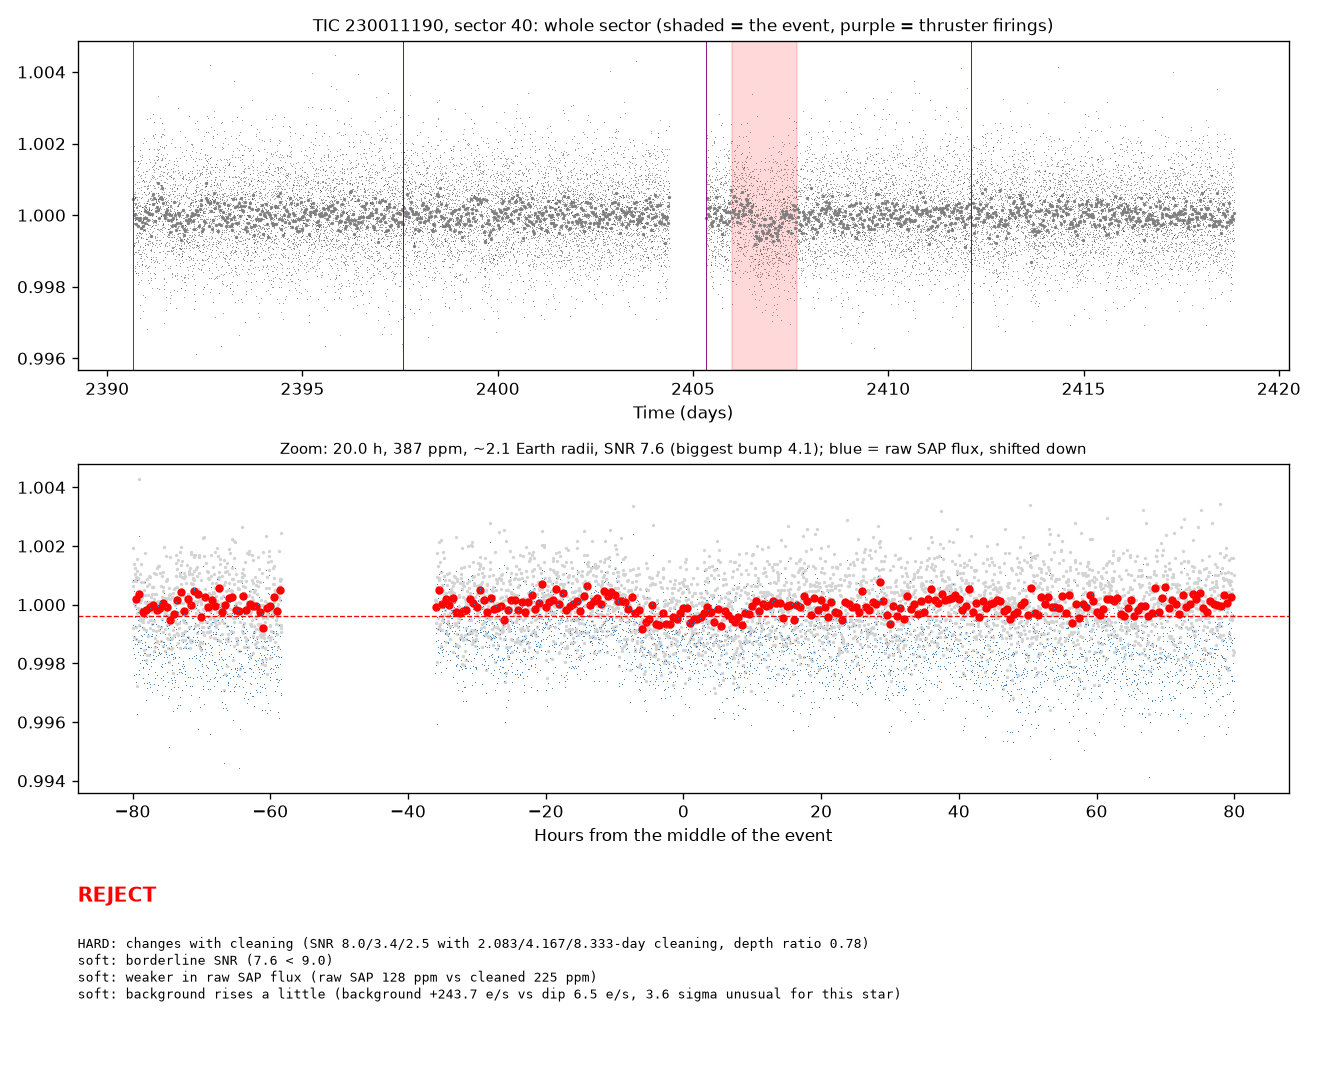 TIC 230011190, sector 40: whole sector (shaded = the event, purple = thruster firings)
1.004
1.002
1.000
0.998
0.996
2390 2395 2400 2405 2410 2415 2420
Time (days)
Zoom: 20.0 h, 387 ppm, ~2.1 Earth radii, SNR 7.6 (biggest bump 4.1); blue = raw SAP flux, shifted down
1.004
1.002
1.000
0.998
0.996
0.994
−80 −60 −40 −20 0 20 40 60 80
Hours from the middle of the event
REJECT
HARD: changes with cleaning (SNR 8.0/3.4/2.5 with 2.083/4.167/8.333-day cleaning, depth ratio 0.78)
soft: borderline SNR (7.6 < 9.0)
soft: weaker in raw SAP flux (raw SAP 128 ppm vs cleaned 225 ppm)
soft: background rises a little (background +243.7 e/s vs dip 6.5 e/s, 3.6 sigma unusual for this star)